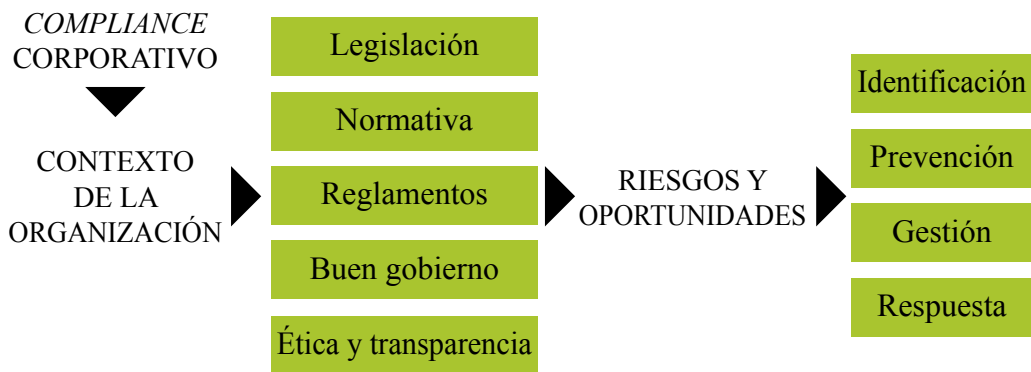 COMPLIANCE
CORPORATIVO
CONTEXTO
DE LA
ORGANIZACIÓN
Legislación
Normativa
Reglamentos
Buen gobierno
Ética y transparencia
RIESGOS Y
OPORTUNIDADES
Identificación
Prevención
Gestión
Respuesta